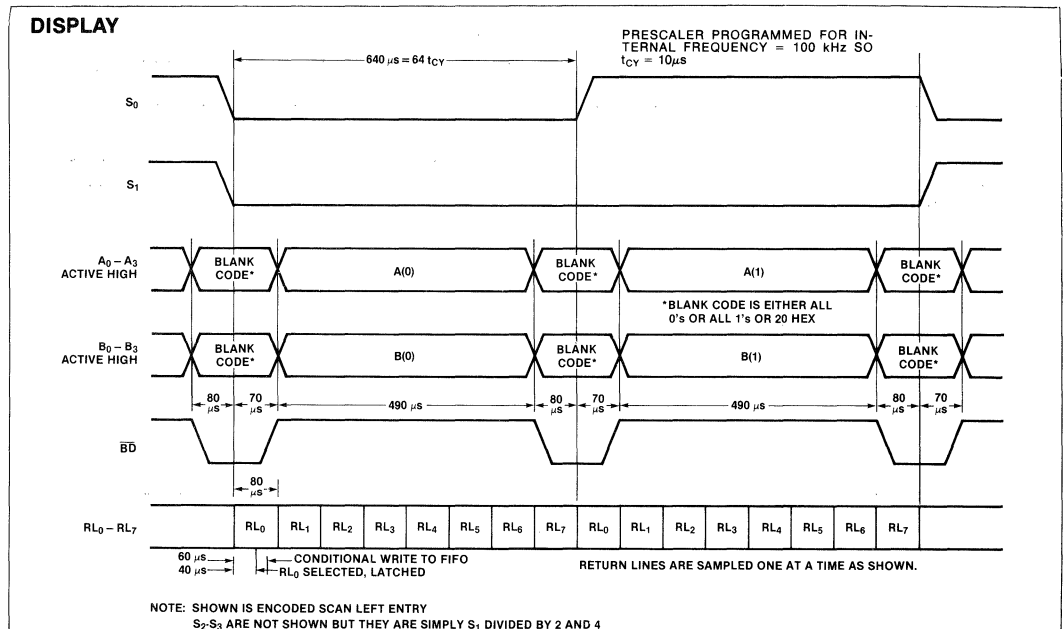 DISPLAY
PRESCALER PROGRAMMED FOR IN-
TERNAL FREQUENCY = 100 kHz SO
t_CY = 10μs
640 μs = 64 t_CY
S₀
S₁
A₀ – A₃
ACTIVE HIGH
BLANK
CODE*
A(0)
BLANK
CODE*
A(1)
BLANK
CODE*
*BLANK CODE IS EITHER ALL
0's OR ALL 1's OR 20 HEX
B₀ – B₃
ACTIVE HIGH
BLANK
CODE*
B(0)
BLANK
CODE*
B(1)
BLANK
CODE*
80 μs 70 μs 490 μs 80 μs 70 μs 490 μs 80 μs 70 μs
B̅D̅
80 μs
RL₀ – RL₇ RL₀ RL₁ RL₂ RL₃ RL₄ RL₅ RL₆ RL₇ RL₀ RL₁ RL₂ RL₃ RL₄ RL₅ RL₆ RL₇
60 μs CONDITIONAL WRITE TO FIFO
40 μs RL₀ SELECTED, LATCHED
RETURN LINES ARE SAMPLED ONE AT A TIME AS SHOWN.
NOTE: SHOWN IS ENCODED SCAN LEFT ENTRY
S₂-S₃ ARE NOT SHOWN BUT THEY ARE SIMPLY S₁ DIVIDED BY 2 AND 4